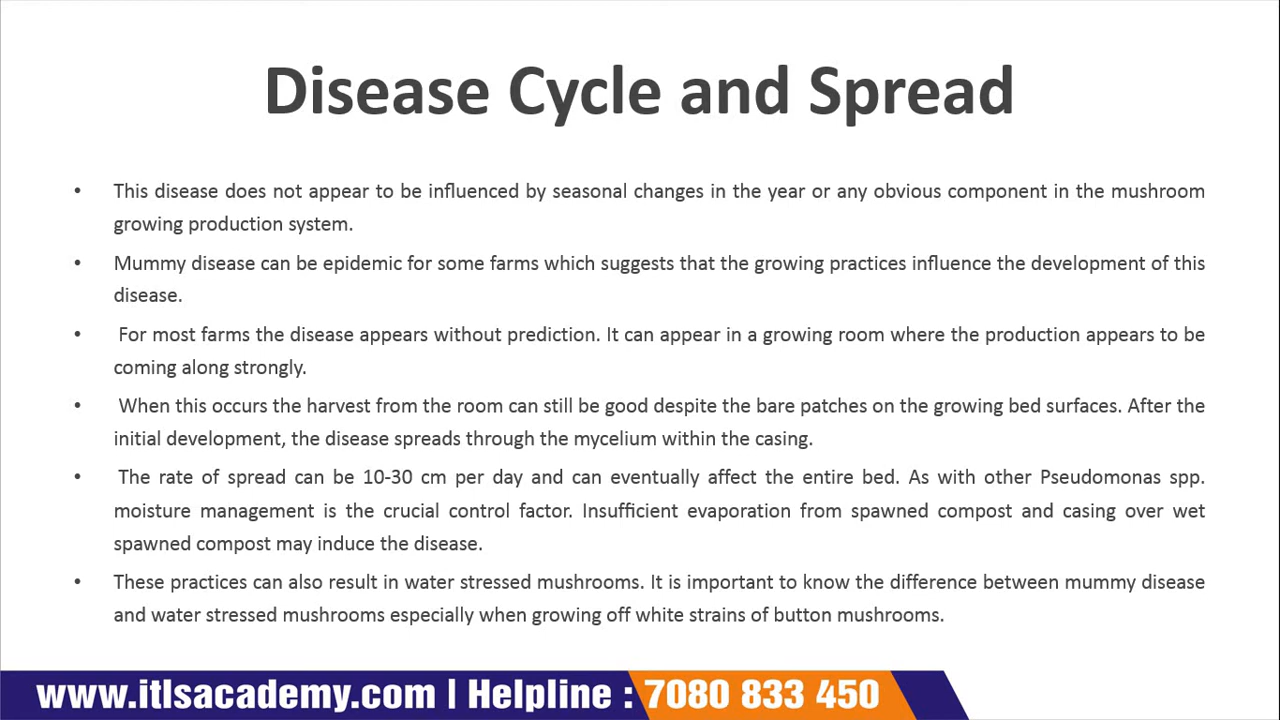 Disease Cycle and Spread
• This disease does not appear to be influenced by seasonal changes in the year or any obvious component in the mushroom
growing production system.
• Mummy disease can be epidemic for some farms which suggests that the growing practices influence the development of this
disease.
• For most farms the disease appears without prediction. It can appear in a growing room where the production appears to be
coming along strongly.
• When this occurs the harvest from the room can still be good despite the bare patches on the growing bed surfaces. After the
initial development, the disease spreads through the mycelium within the casing.
• The rate of spread can be 10-30 cm per day and can eventually affect the entire bed. As with other Pseudomonas spp.
moisture management is the crucial control factor. Insufficient evaporation from spawned compost and casing over wet
spawned compost may induce the disease.
• These practices can also result in water stressed mushrooms. It is important to know the difference between mummy disease
and water stressed mushrooms especially when growing off white strains of button mushrooms.
www.itlsacademy.com | Helpline : 7080 833 450